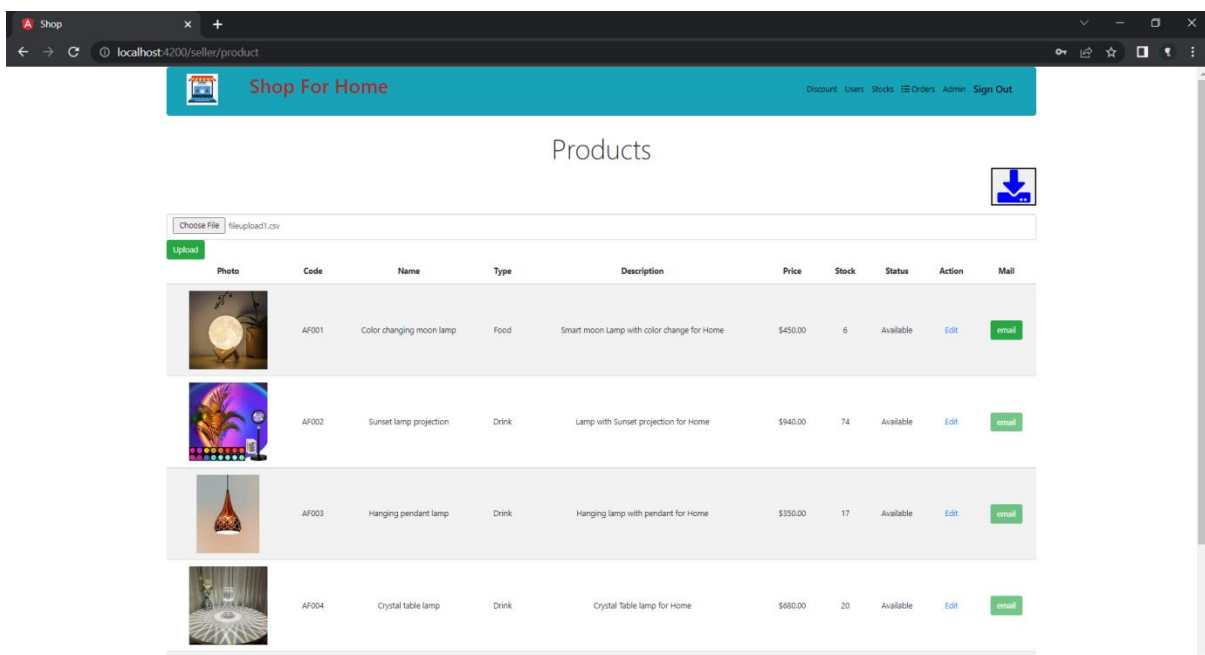 Shop
localhost:4200/seller/product
Shop For Home
Discount Users Stocks Orders Admin Sign Out
Products
Choose File fileupload1.csv
Upload
Photo Code Name Type Description Price Stock Status Action Mail
AF001 Color changing moon lamp Food Smart moon Lamp with color change for Home $450.00 6 Available Edit email
AF002 Sunset lamp projection Drink Lamp with Sunset projection for Home $940.00 74 Available Edit email
AF003 Hanging pendant lamp Drink Hanging lamp with pendant for Home $350.00 17 Available Edit email
AF004 Crystal table lamp Drink Crystal Table lamp for Home $680.00 20 Available Edit email